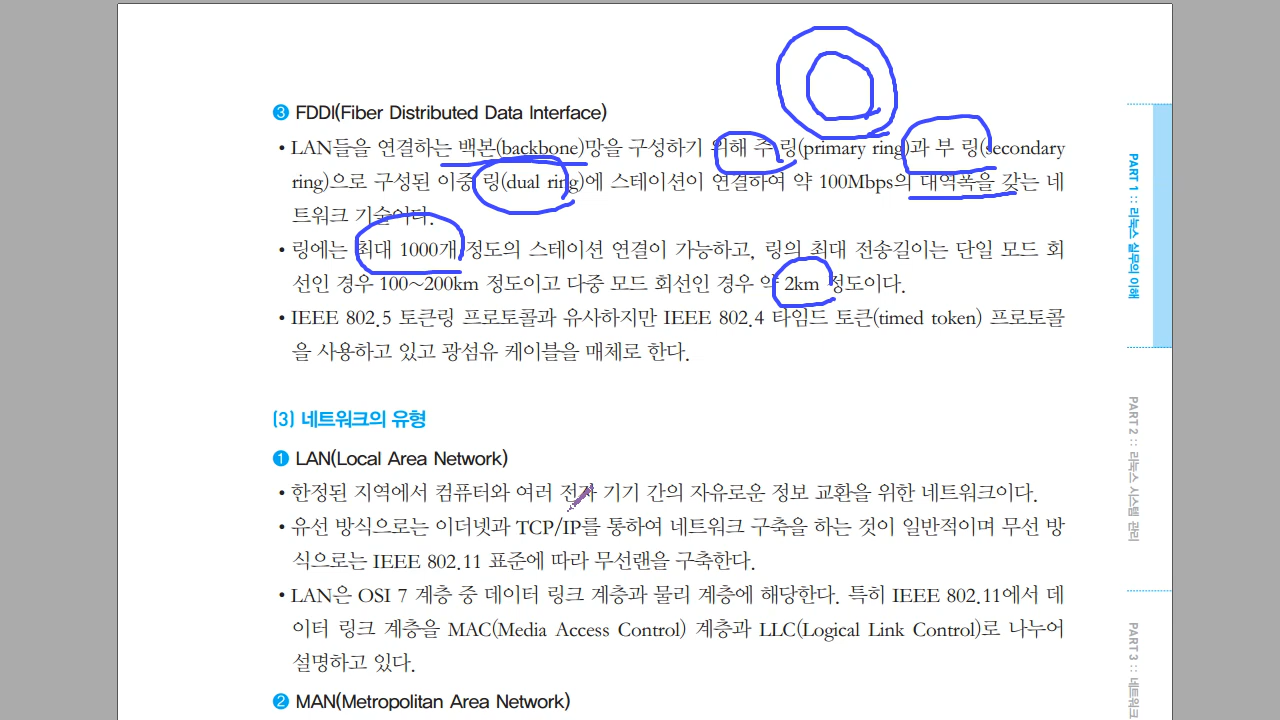 ❸ FDDI(Fiber Distributed Data Interface)
• LAN들을 연결하는 백본(backbone)망을 구성하기 위해 주 링(primary ring)과 부 링(secondary
ring)으로 구성된 이중 링(dual ring)에 스테이션이 연결하여 약 100Mbps의 대역폭을 갖는 네
트워크 기술이다.
• 링에는 최대 1000개 정도의 스테이션 연결이 가능하고, 링의 최대 전송길이는 단일 모드 회
선인 경우 100~200km 정도이고 다중 모드 회선인 경우 약 2km 정도이다.
• IEEE 802.5 토큰링 프로토콜과 유사하지만 IEEE 802.4 타임드 토큰(timed token) 프로토콜
을 사용하고 있고 광섬유 케이블을 매체로 한다.
(3) 네트워크의 유형
❶ LAN(Local Area Network)
• 한정된 지역에서 컴퓨터와 여러 전자 기기 간의 자유로운 정보 교환을 위한 네트워크이다.
• 유선 방식으로는 이더넷과 TCP/IP를 통하여 네트워크 구축을 하는 것이 일반적이며 무선 방
식으로는 IEEE 802.11 표준에 따라 무선랜을 구축한다.
• LAN은 OSI 7 계층 중 데이터 링크 계층과 물리 계층에 해당한다. 특히 IEEE 802.11에서 데
이터 링크 계층을 MAC(Media Access Control) 계층과 LLC(Logical Link Control)로 나누어
설명하고 있다.
❷ MAN(Metropolitan Area Network)
PART 1 :: 리눅스 실무의 이해
PART 2 :: 리눅스 시스템 관리
PART 3 :: 네트워크